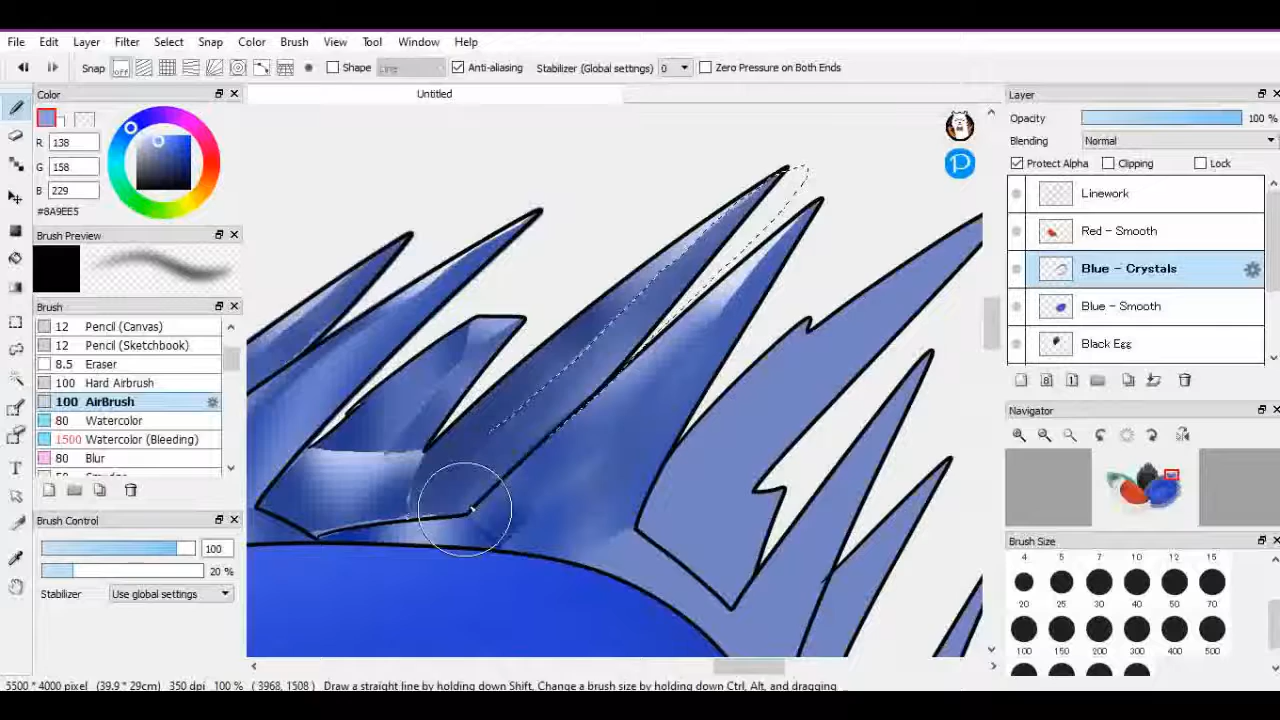 File Edit Layer Filter Select Snap Color Brush View Tool Window Help
Snap off Shape Line Anti-aliasing Stabilizer (Global settings) 0 Zero Pressure on Both Ends
Color
Untitled
Layer
R 138
G 158
B 229
#8A9EE5
Opacity 100 %
Blending Normal
Protect Alpha Clipping Lock
Linework
Red - Smooth
Blue - Crystals
Blue - Smooth
Black Egg
Brush Preview
Brush
12 Pencil (Canvas)
12 Pencil (Sketchbook)
8.5 Eraser
100 Hard Airbrush
100 AirBrush
80 Watercolor
1500 Watercolor (Bleeding)
80 Blur
Navigator
Brush Control
100
20 %
Stabilizer Use global settings
Brush Size
4 5 7 10 12 15
20 25 30 40 50 70
100 150 200 300 400 500
5500 * 4000 pixel (39.9 * 29cm) 350 dpi 100 % ( 3968, 1508 ) Draw a straight line by holding down Shift, Change a brush size by holding down Ctrl, Alt, and dragging